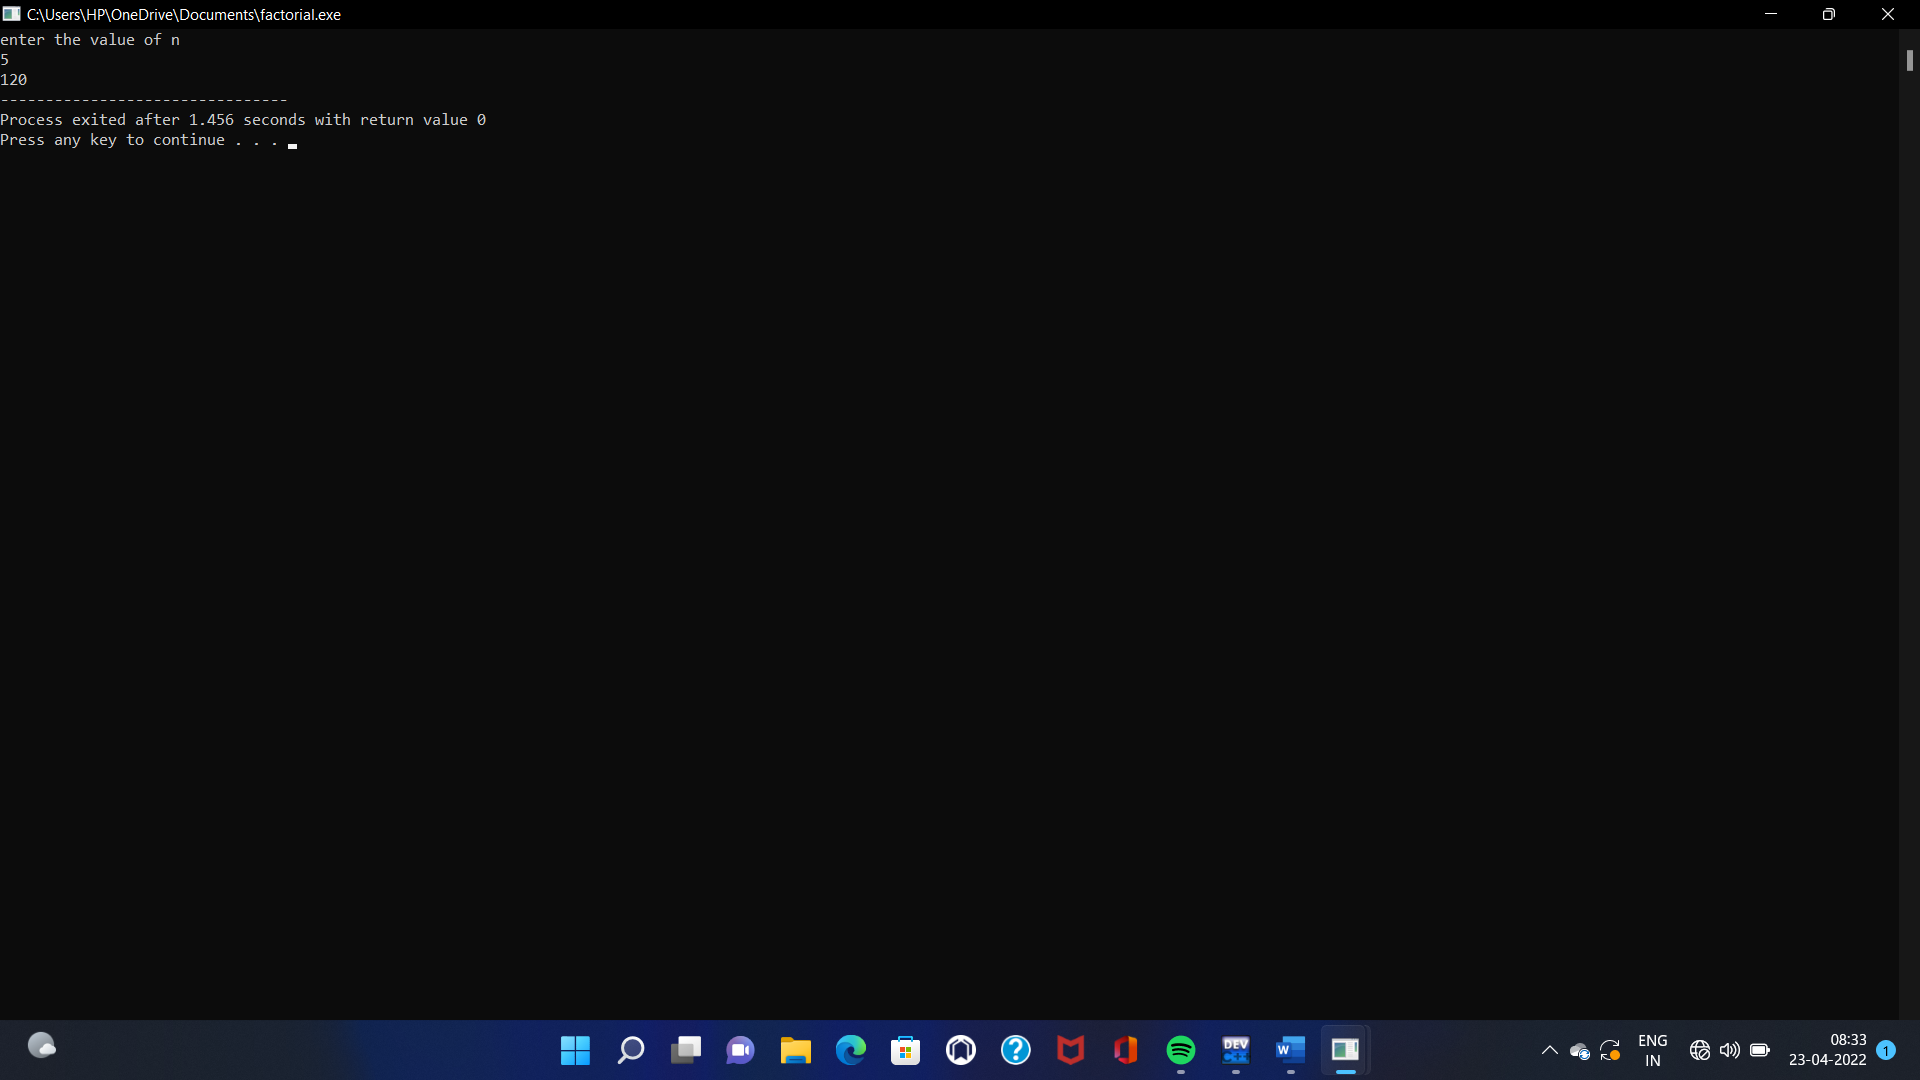 C:\Users\HP\OneDrive\Documents\factorial.exe
enter the value of n
5
120
--------------------------------
Process exited after 1.456 seconds with return value 0
Press any key to continue . . .
DEV
C++
W
ENG
IN
08:33
23-04-2022
1